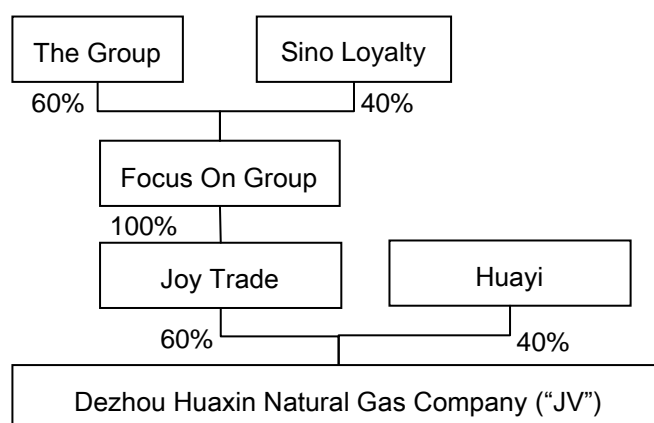 The Group
Sino Loyalty
60%
40%
Focus On Group
100%
Joy Trade
Huayi
60%
40%
Dezhou Huaxin Natural Gas Company (“JV”)